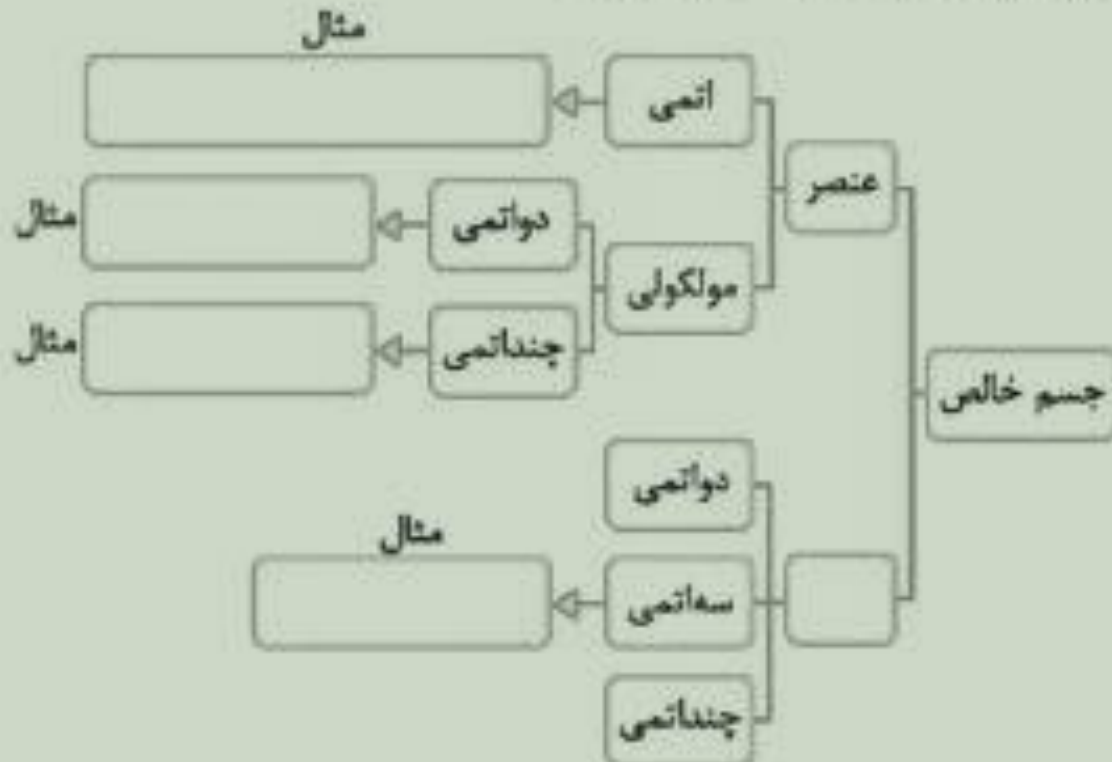 مثال
اتمی
عنصر
دواتمی
مثال
مولکولی
چنداتمی
مثال
جسم خالص
دواتمی
مثال
سه‌اتمی
چنداتمی